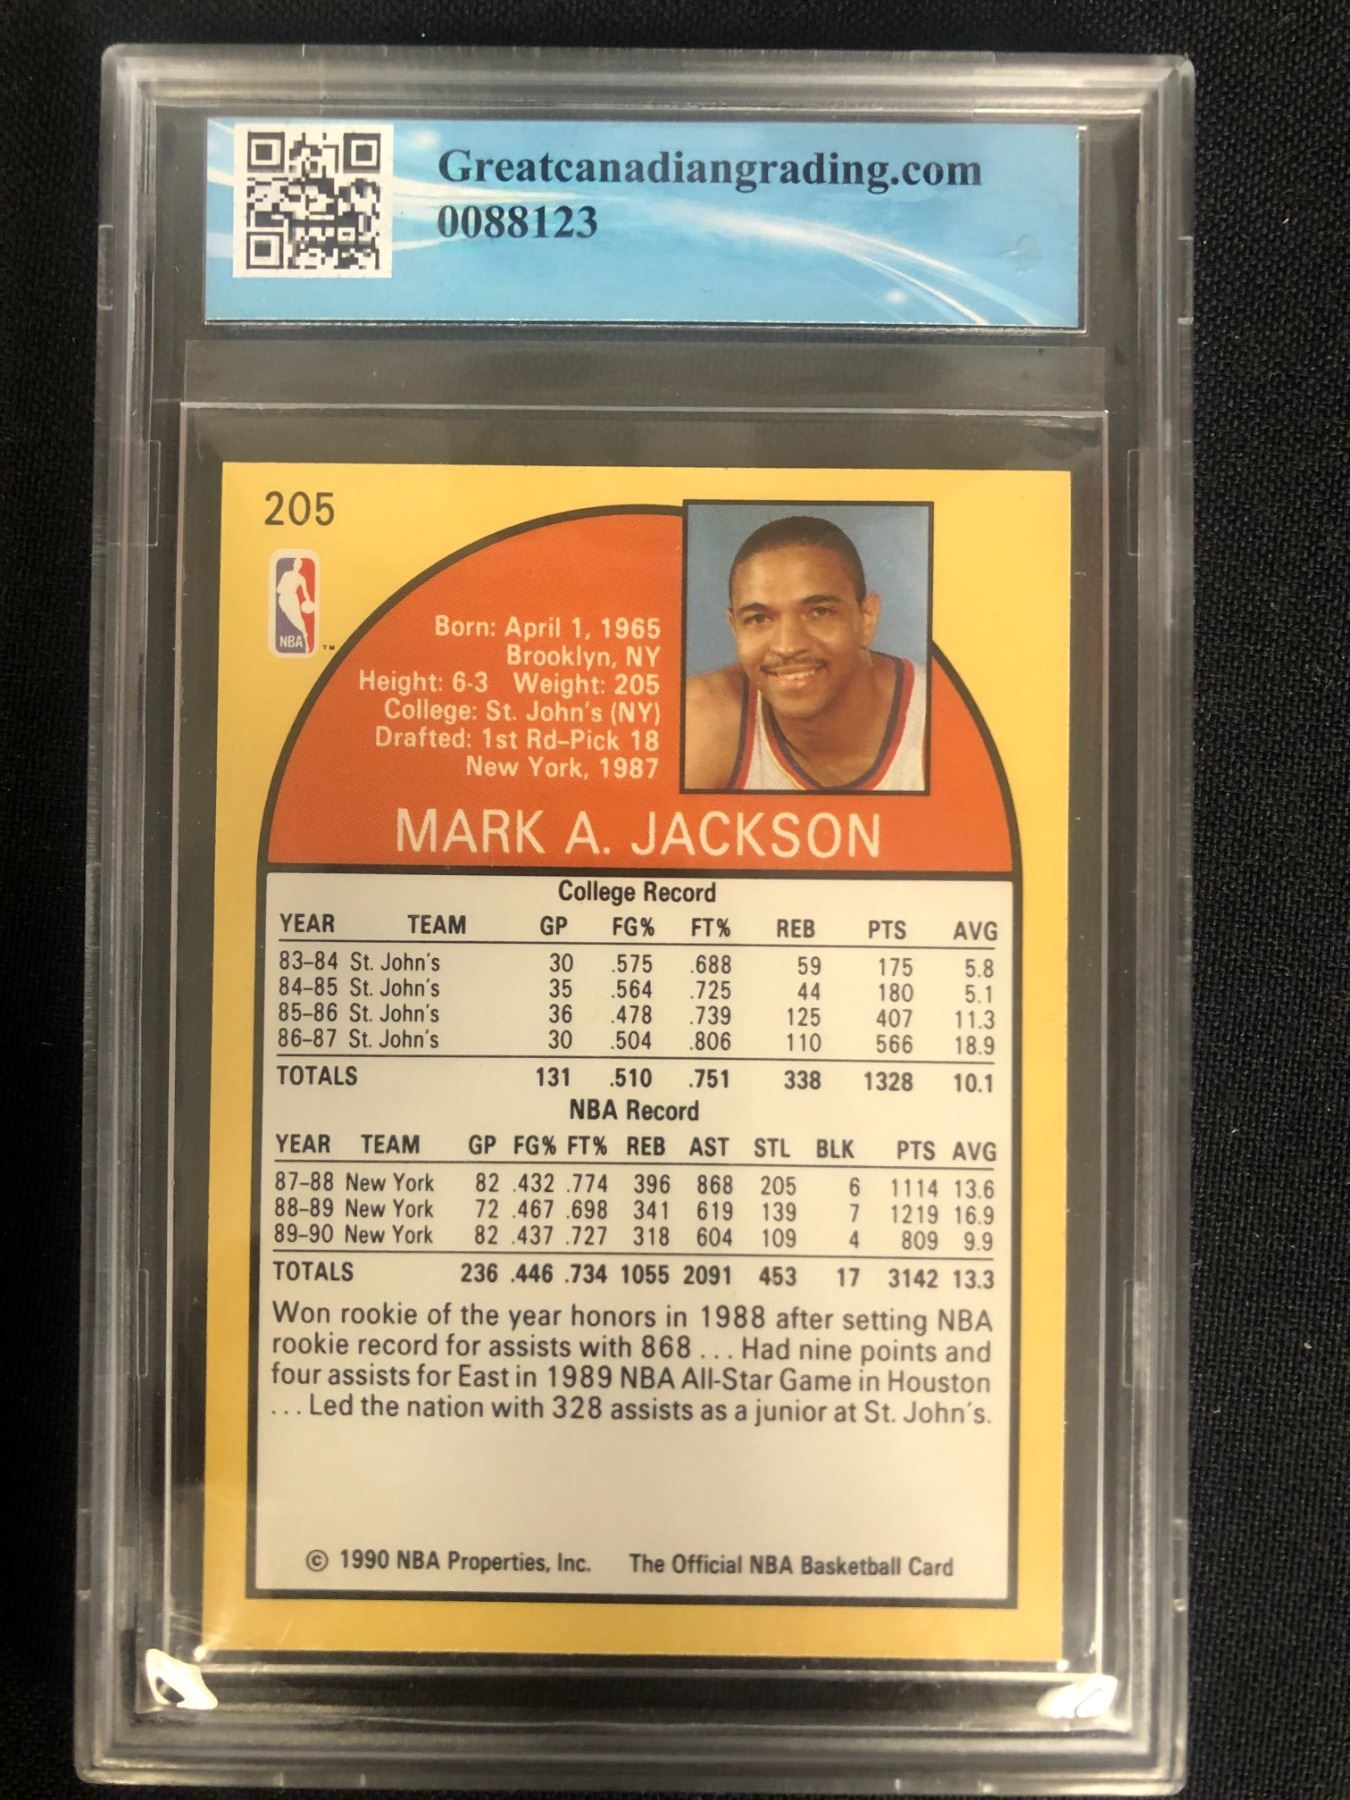 Greatcanadiangrading.com
0088123
205
NBA ™
Born: April 1, 1965
Brooklyn, NY
Height: 6-3 Weight: 205
College: St. John's (NY)
Drafted: 1st Rd–Pick 18
New York, 1987
MARK A. JACKSON
College Record
YEAR TEAM GP FG% FT% REB PTS AVG
83–84 St. John's 30 .575 .688 59 175 5.8
84–85 St. John's 35 .564 .725 44 180 5.1
85–86 St. John's 36 .478 .739 125 407 11.3
86–87 St. John's 30 .504 .806 110 566 18.9
TOTALS 131 .510 .751 338 1328 10.1
NBA Record
YEAR TEAM GP FG% FT% REB AST STL BLK PTS AVG
87–88 New York 82 .432 .774 396 868 205 6 1114 13.6
88–89 New York 72 .467 .698 341 619 139 7 1219 16.9
89–90 New York 82 .437 .727 318 604 109 4 809 9.9
TOTALS 236 .446 .734 1055 2091 453 17 3142 13.3
Won rookie of the year honors in 1988 after setting NBA
rookie record for assists with 868 . . . Had nine points and
four assists for East in 1989 NBA All-Star Game in Houston
. . . Led the nation with 328 assists as a junior at St. John's.
© 1990 NBA Properties, Inc. The Official NBA Basketball Card